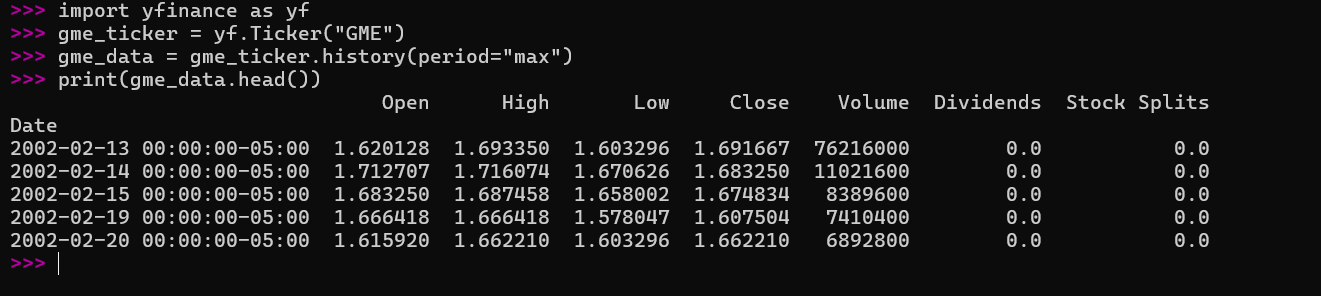 >>> import yfinance as yf
>>> gme_ticker = yf.Ticker("GME")
>>> gme_data = gme_ticker.history(period="max")
>>> print(gme_data.head())
Open High Low Close Volume Dividends Stock Splits
Date
2002-02-13 00:00:00-05:00 1.620128 1.693350 1.603296 1.691667 76216000 0.0 0.0
2002-02-14 00:00:00-05:00 1.712707 1.716074 1.670626 1.683250 11021600 0.0 0.0
2002-02-15 00:00:00-05:00 1.683250 1.687458 1.658002 1.674834 8389600 0.0 0.0
2002-02-19 00:00:00-05:00 1.666418 1.666418 1.578047 1.607504 7410400 0.0 0.0
2002-02-20 00:00:00-05:00 1.615920 1.662210 1.603296 1.662210 6892800 0.0 0.0
>>>